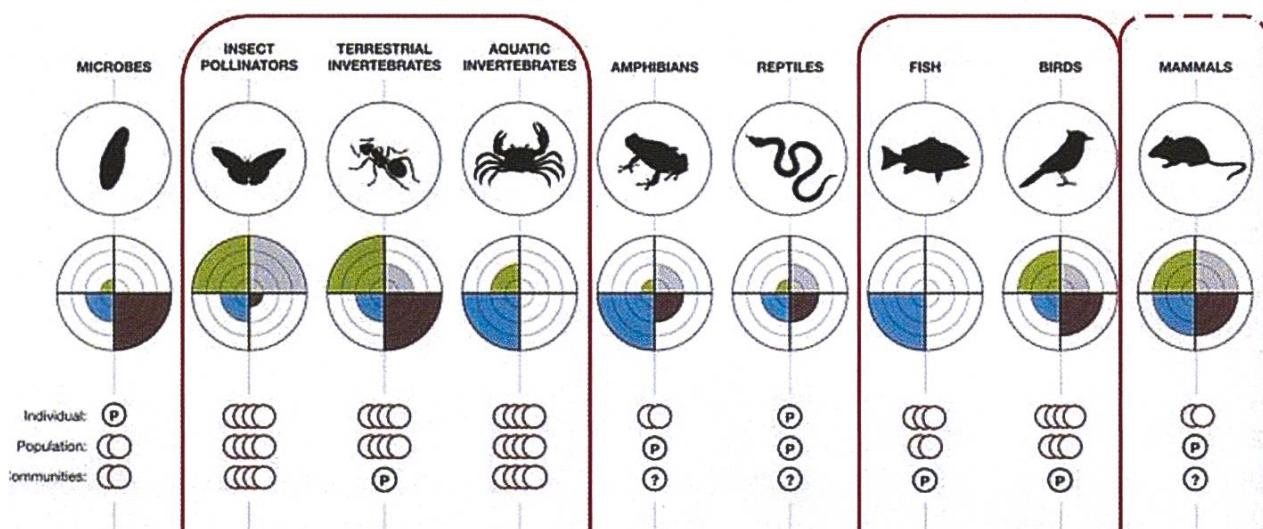 MICROBES
INSECT
POLLINATORS
TERRESTRIAL
INVERTEBRATES
AQUATIC
INVERTEBRATES
AMPHIBIANS
REPTILES
FISH
BIRDS
MAMMALS
Individual: P P
Population: P P P
ommunities: P ? ? P P ?